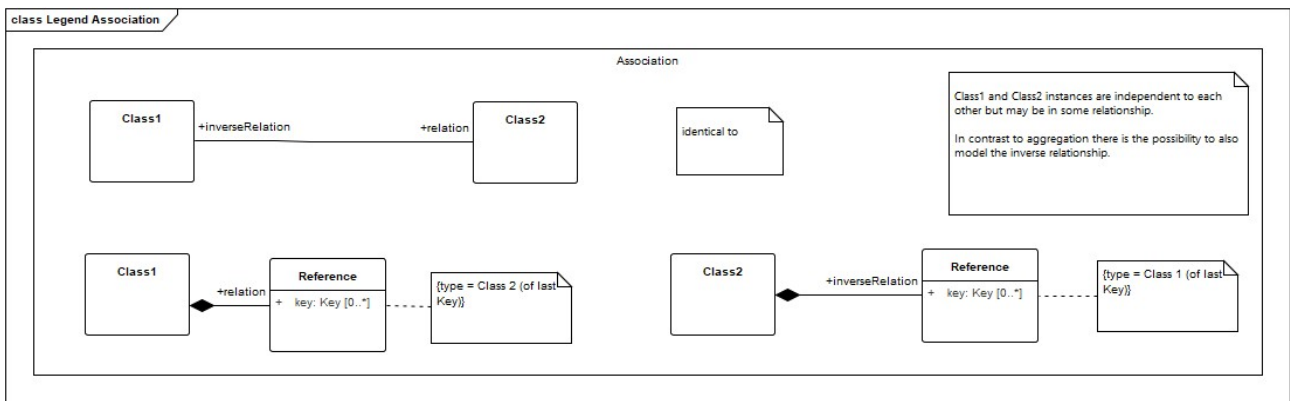 class Legend Association
Association
Class1
+inverseRelation
+relation
Class2
identical to
Class1 and Class2 instances are independent to each
other but may be in some relationship.
In contrast to aggregation there is the possibility to also
model the inverse relationship.
Class1
+relation
Reference
+ key: Key [0..*]
{type = Class 2 (of last
Key)}
Class2
+inverseRelation
Reference
+ key: Key [0..*]
{type = Class 1 (of last
Key)}